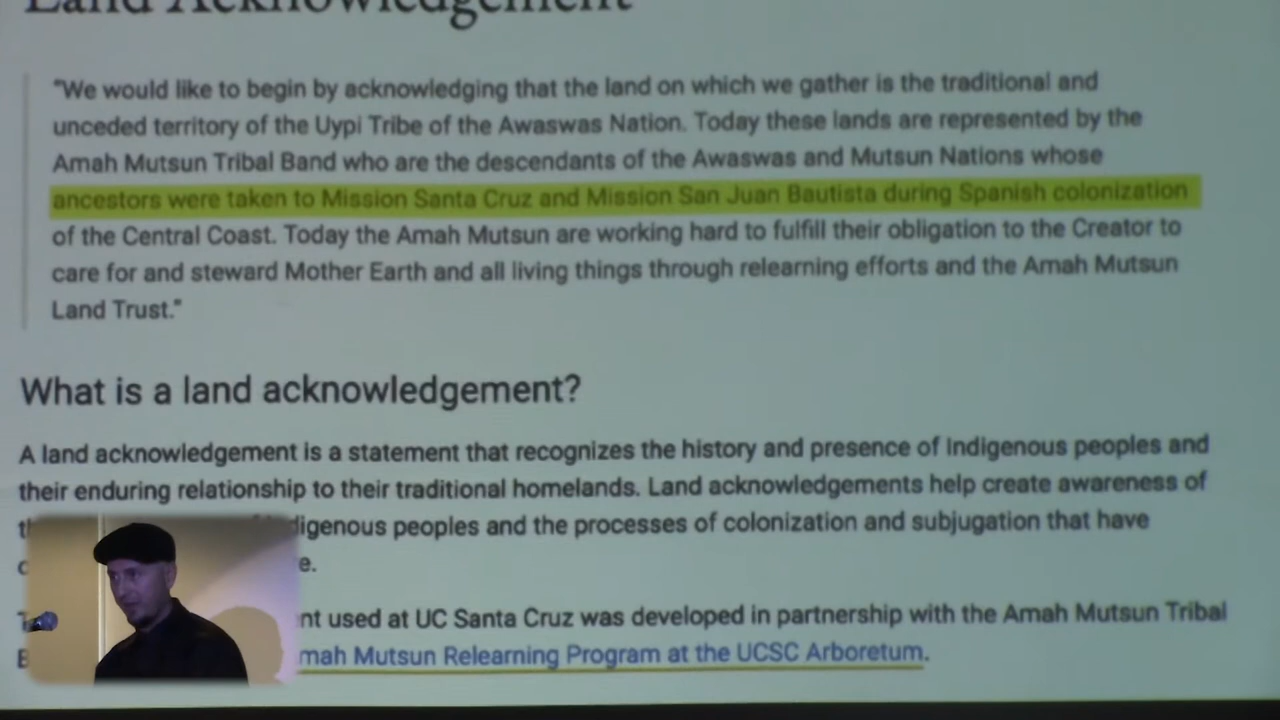 Land Acknowledgement
"We would like to begin by acknowledging that the land on which we gather is the traditional and
unceded territory of the Uypi Tribe of the Awaswas Nation. Today these lands are represented by the
Amah Mutsun Tribal Band who are the descendants of the Awaswas and Mutsun Nations whose
ancestors were taken to Mission Santa Cruz and Mission San Juan Bautista during Spanish colonization
of the Central Coast. Today the Amah Mutsun are working hard to fulfill their obligation to the Creator to
care for and steward Mother Earth and all living things through relearning efforts and the Amah Mutsun
Land Trust."
What is a land acknowledgement?
A land acknowledgement is a statement that recognizes the history and presence of Indigenous peoples and
their enduring relationship to their traditional homelands. Land acknowledgements help create awareness of
digenous peoples and the processes of colonization and subjugation that have
e.
nt used at UC Santa Cruz was developed in partnership with the Amah Mutsun Tribal
mah Mutsun Relearning Program at the UCSC Arboretum.